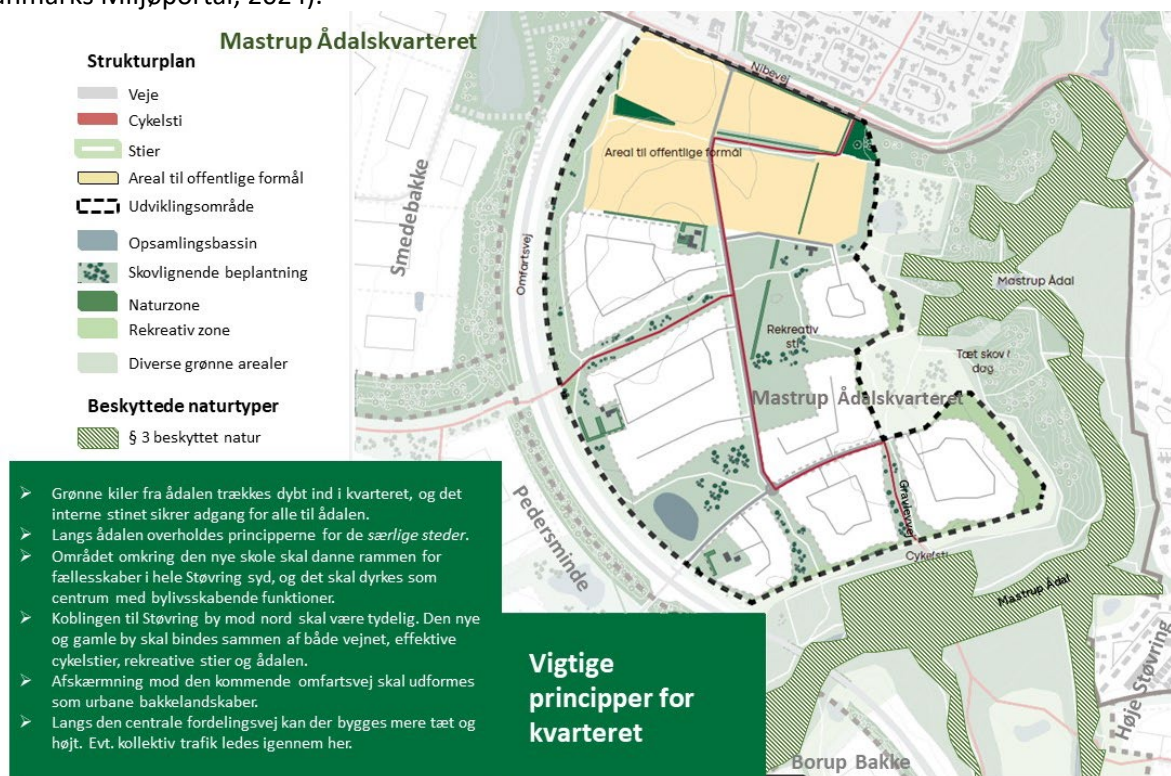 anmarks Miljøportal, 2024).
Mastrup Ådalskvarteret
Strukturplan
Veje
Cykelsti
Stier
Areal til offentlige formål
Udviklingsområde
Opsamlingsbassin
Skovlignende beplantning
Naturzone
Rekreativ zone
Diverse grønne arealer
Beskyttede naturtyper
§ 3 beskyttet natur
Nibevej
Areal til offentlige formål
Smedebakke
Omfartsvej
Mastrup Ådal
Rekreativ
sti
Tæt skov i
dag
Mastrup Ådalskvarteret
Pedersminde
Gravlevvej
Cykelsti
Mastrup Ådal
Høje Støvring
Borup Bakke
➢ Grønne kiler fra ådalen trækkes dybt ind i kvarteret, og det
interne stinet sikrer adgang for alle til ådalen.
➢ Langs ådalen overholdes principperne for de særlige steder.
➢ Området omkring den nye skole skal danne rammen for
fællesskaber i hele Støvring syd, og det skal dyrkes som
centrum med bylivsskabende funktioner.
➢ Koblingen til Støvring by mod nord skal være tydelig. Den nye
og gamle by skal bindes sammen af både vejnet, effektive
cykelstier, rekreative stier og ådalen.
➢ Afskærmning mod den kommende omfartsvej skal udformes
som urbane bakkelandskaber.
➢ Langs den centrale fordelingsvej kan der bygges mere tæt og
højt. Evt. kollektiv trafik ledes igennem her.
Vigtige
principper for
kvarteret